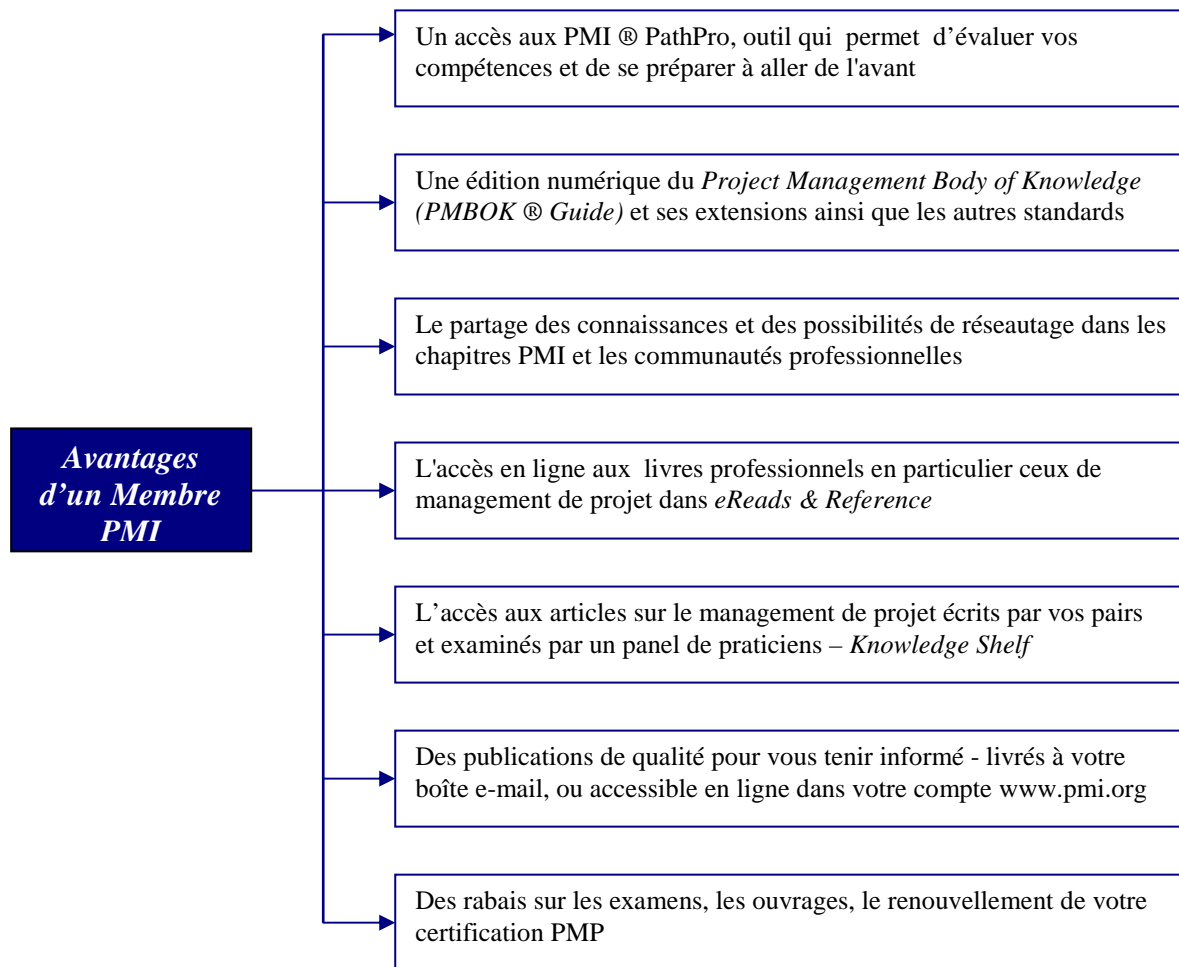 Un accès aux PMI ® PathPro, outil qui permet d’évaluer vos
compétences et de se préparer à aller de l'avant
Une édition numérique du Project Management Body of Knowledge
(PMBOK ® Guide) et ses extensions ainsi que les autres standards
Le partage des connaissances et des possibilités de réseautage dans les
chapitres PMI et les communautés professionnelles
Avantages
d’un Membre
PMI
L'accès en ligne aux livres professionnels en particulier ceux de
management de projet dans eReads & Reference
L’accès aux articles sur le management de projet écrits par vos pairs
et examinés par un panel de praticiens – Knowledge Shelf
Des publications de qualité pour vous tenir informé - livrés à votre
boîte e-mail, ou accessible en ligne dans votre compte www.pmi.org
Des rabais sur les examens, les ouvrages, le renouvellement de votre
certification PMP